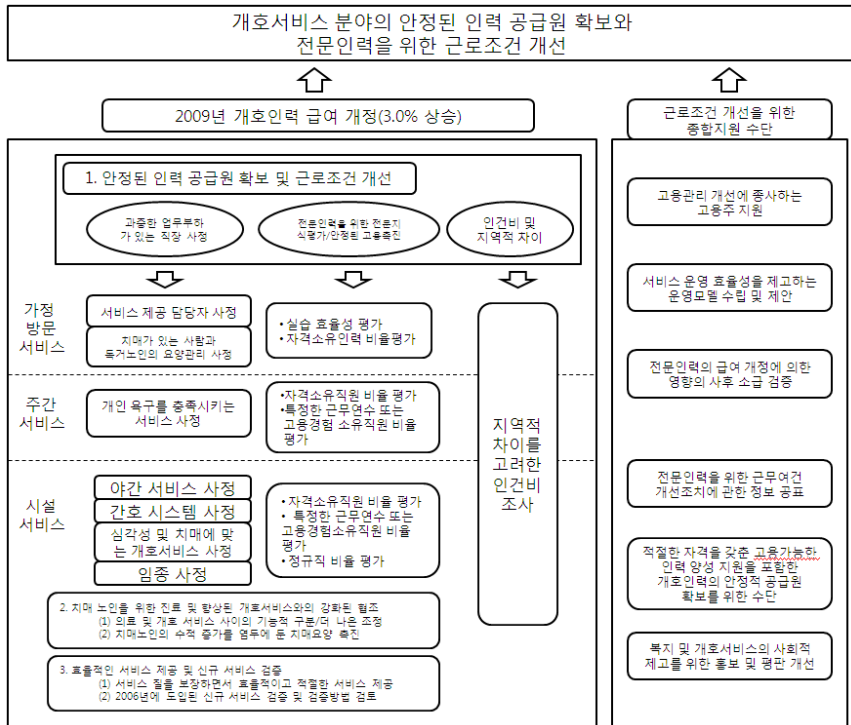 개호서비스 분야의 안정된 인력 공급원 확보와
전문인력을 위한 근로조건 개선
2009년 개호인력 급여 개정(3.0% 상승)
근로조건 개선을 위한
종합지원 수단
1. 안정된 인력 공급원 확보 및 근로조건 개선
과중한 업무부하
가 있는 직장 사정
전문인력을 위한 전문지
식평가/안정된 고용촉진
인건비 및
지역적 차이
가정
방문
서비스
서비스 제공 담당자 사정
치매가 있는 사람과
독거노인의 요양관리 사정
• 실습 효율성 평가
• 자격소유인력 비율평가
주간
서비스
개인 욕구를 충족시키는
서비스 사정
•자격소유직원 비율 평가
•특정한 근무연수 또는
고용경험 소유직원 비율
평가
시설
서비스
야간 서비스 사정
간호 시스템 사정
심각성 및 치매에 맞
는 개호서비스 사정
임종 사정
•자격소유직원 비율 평가
• 특정한 근무연수 또는
고용경험소유직원 비율
평가
•정규직 비율 평가
지역적
차이를
고려한
인건비
조사
2. 치매 노인을 위한 진료 및 향상된 개호서비스와의 강화된 협조
(1) 의료 및 개호 서비스 사이의 기능적 구분/더 나은 조정
(2) 치매노인의 수적 증가를 염두에 둔 치매요양 촉진
3. 효율적인 서비스 제공 및 신규 서비스 검증
(1) 서비스 질을 보장하면서 효율적이고 적절한 서비스 제공
(2) 2006년에 도입된 신규 서비스 검증 및 검증방법 검토
고용관리 개선에 종사하는
고용주 지원
서비스 운영 효율성을 제고하는
운영모델 수립 및 제안
전문인력의 급여 개정에 의한
영향의 사후 소급 검증
전문인력을 위한 근무여건
개선조치에 관한 정보 공표
적절한 자격을 갖춘 고용가능한
인력 양성 지원을 포함한
개호인력의 안정적 공급원
확보를 위한 수단
복지 및 개호서비스의 사회적
제고를 위한 홍보 및 평판 개선